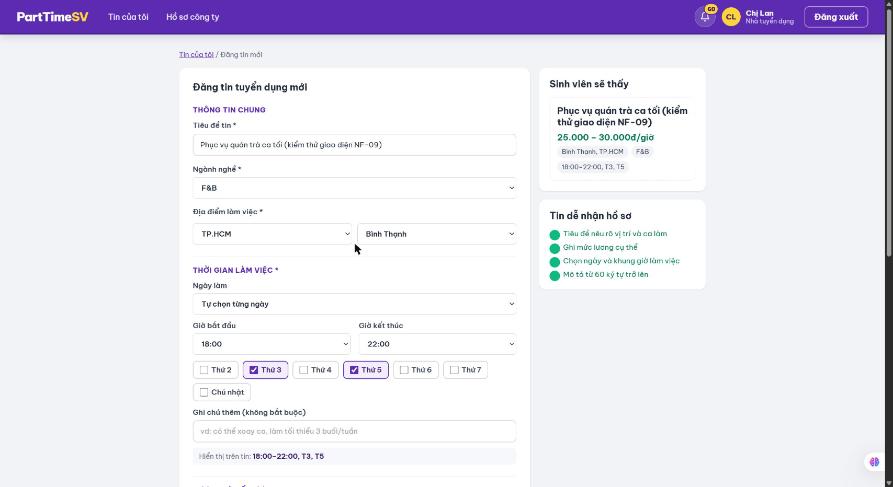 PartTimeSV
Tin của tôi
Hồ sơ công ty
60
CL
Chị Lan
Nhà tuyển dụng
Đăng xuất
Tin của tôi / Đăng tin mới
Đăng tin tuyển dụng mới
THÔNG TIN CHUNG
Tiêu đề tin *
Phục vụ quán trà ca tối (kiểm thử giao diện NF-09)
Ngành nghề *
F&B
Địa điểm làm việc *
TP.HCM
Bình Thạnh
THỜI GIAN LÀM VIỆC *
Ngày làm
Tự chọn từng ngày
Giờ bắt đầu
Giờ kết thúc
18:00
22:00
Thứ 2
Thứ 3
Thứ 4
Thứ 5
Thứ 6
Thứ 7
Chủ nhật
Ghi chú thêm (không bắt buộc)
vd: có thể xoay ca, làm tối thiểu 3 buổi/tuần
Hiển thị trên tin: 18:00–22:00, T3, T5
Sinh viên sẽ thấy
Phục vụ quán trà ca tối (kiểm
thử giao diện NF-09)
25.000 – 30.000đ/giờ
Bình Thạnh, TP.HCM
F&B
18:00–22:00, T3, T5
Tin dễ nhận hồ sơ
Tiêu đề nêu rõ vị trí và ca làm
Ghi mức lương cụ thể
Chọn ngày và khung giờ làm việc
Mô tả từ 60 ký tự trở lên